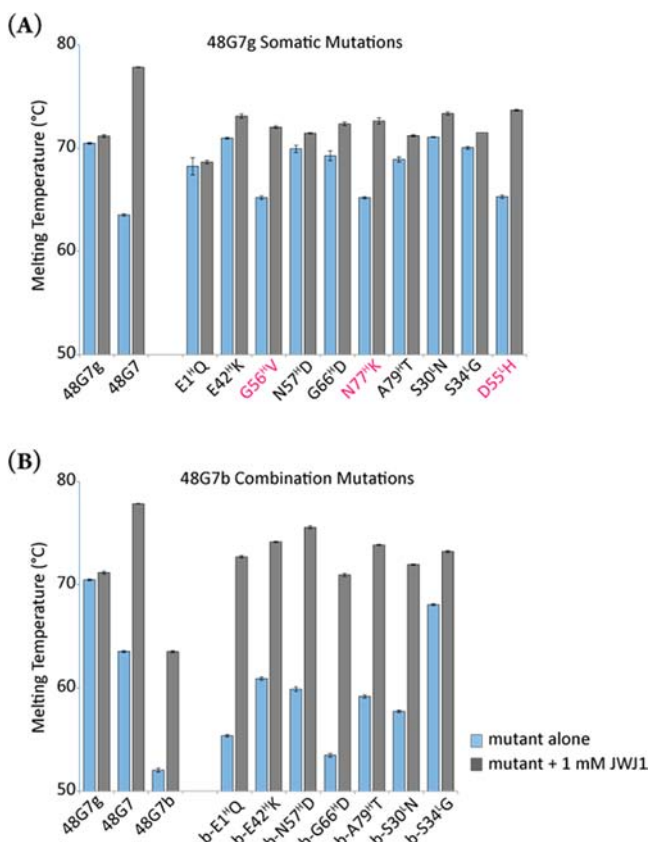 (A)
48G7g Somatic Mutations
Melting Temperature (°C)
80
70
60
50
48G7g
48G7
E1ᴴQ
E42ᴴK
G56ᴴV
N57ᴴD
G66ᴴD
N77ᴴK
A79ᴴT
S30ᴸN
S34ᴸG
D55ᴸH
(B)
48G7b Combination Mutations
Melting Temperature (°C)
80
70
60
50
48G7g
48G7
48G7b
b-E1ᴴQ
b-E42ᴴK
b-N57ᴴD
b-G66ᴴD
b-A79ᴴT
b-S30ᴸN
b-S34ᴸG
mutant alone
mutant + 1 mM JWJ1